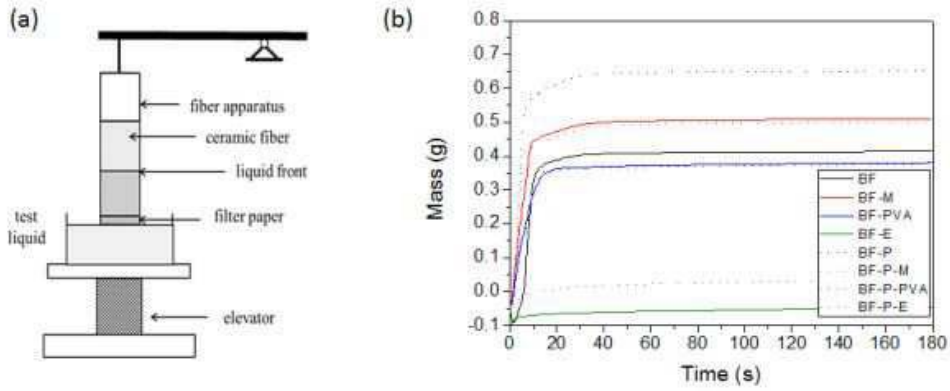 (a)
fiber apparatus
ceramic fiber
liquid front
filter paper
test
liquid
elevator
(b)
0.8
0.7
0.6
0.5
0.4
0.3
0.2
0.1
0.0
-0.1
Mass (g)
BF
BF-M
BF-PVA
BF-E
BF-P
BF-P-M
BF-P-PVA
BF-P-E
0 20 40 60 80 100 120 140 160 180
Time (s)